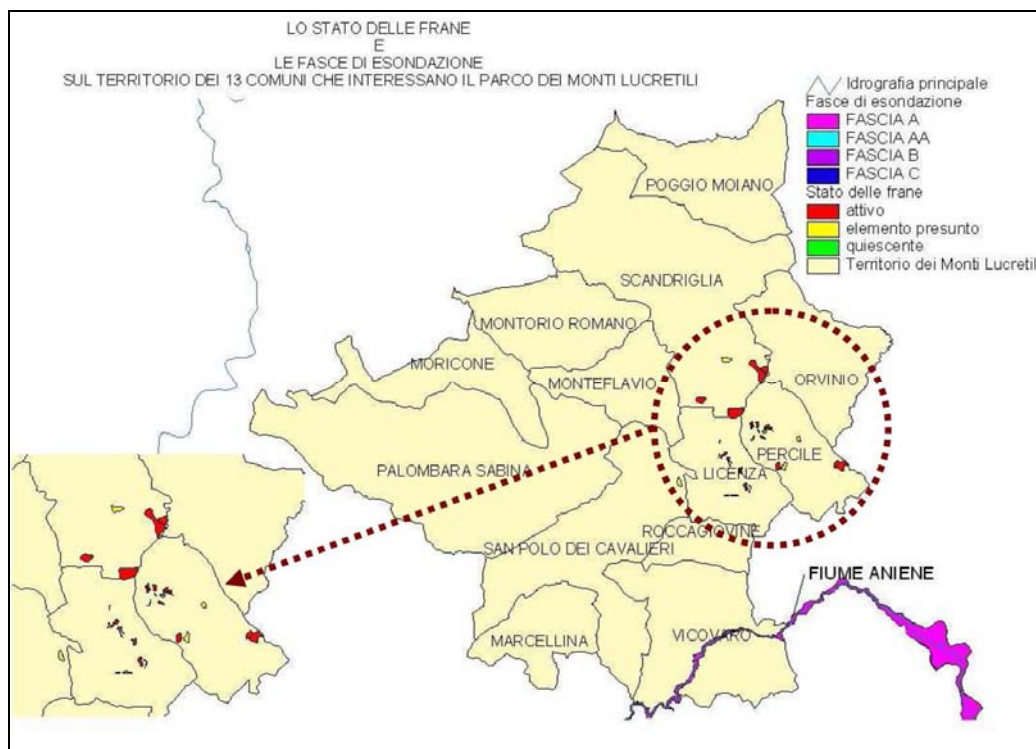 LO STATO DELLE FRANE
E
LE FASCE DI ESONDAZIONE
SUL TERRITORIO DEI 13 COMUNI CHE INTERESSANO IL PARCO DEI MONTI LUCRETILI
Idrografia principale
Fasce di esondazione
FASCIA A
FASCIA AA
FASCIA B
FASCIA C
Stato delle frane
attivo
elemento presunto
quiescente
Territorio dei Monti Lucretil
POGGIO MOIANO
SCANDRIGLIA
MONTORIO ROMANO
MORICONE
MONTEFLAVIO
ORVINIO
PERCILE
PALOMBARA SABINA
LICENZA
ROCCAGIOVINE
SAN POLO DEI CAVALIERI
FIUME ANIENE
MARCELLINA
VICOVARO